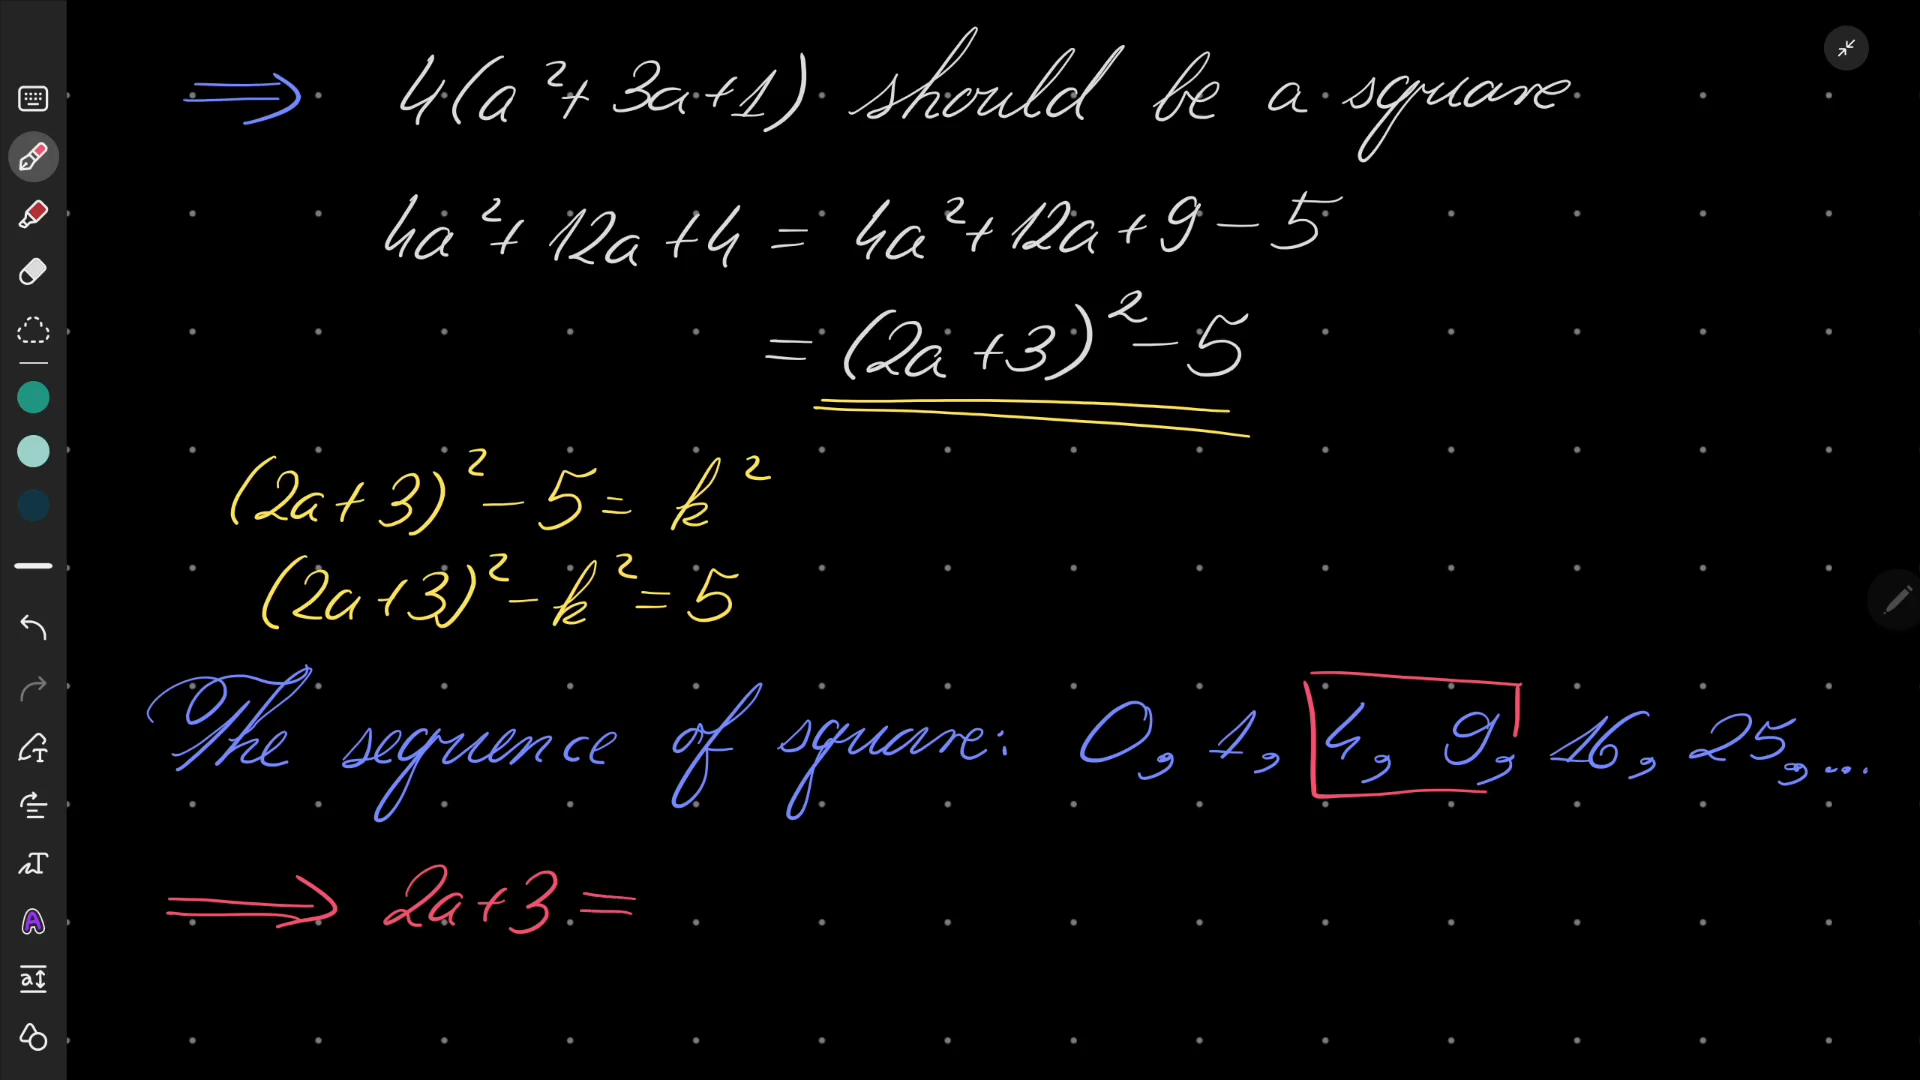 ⇒ 4(a²+3a+1) should be a square
4a²+12a+4 = 4a²+12a+9-5
= (2a+3)²-5
(2a+3)²-5 = k²
(2a+3)²-k² = 5
The sequence of square: 0, 1, 4, 9, 16, 25, ...
⇒ 2a+3 =